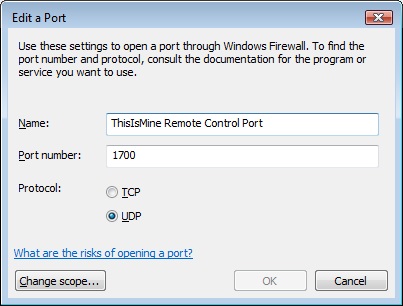 Edit a Port
Use these settings to open a port through Windows Firewall. To find
the port number and protocol, consult the documentation for the program
or service you want to use.
Name:
ThisIsMine Remote Control Port
Port number:
1700
Protocol:
TCP
UDP
What are the risks of opening a port?
Change scope...
OK
Cancel